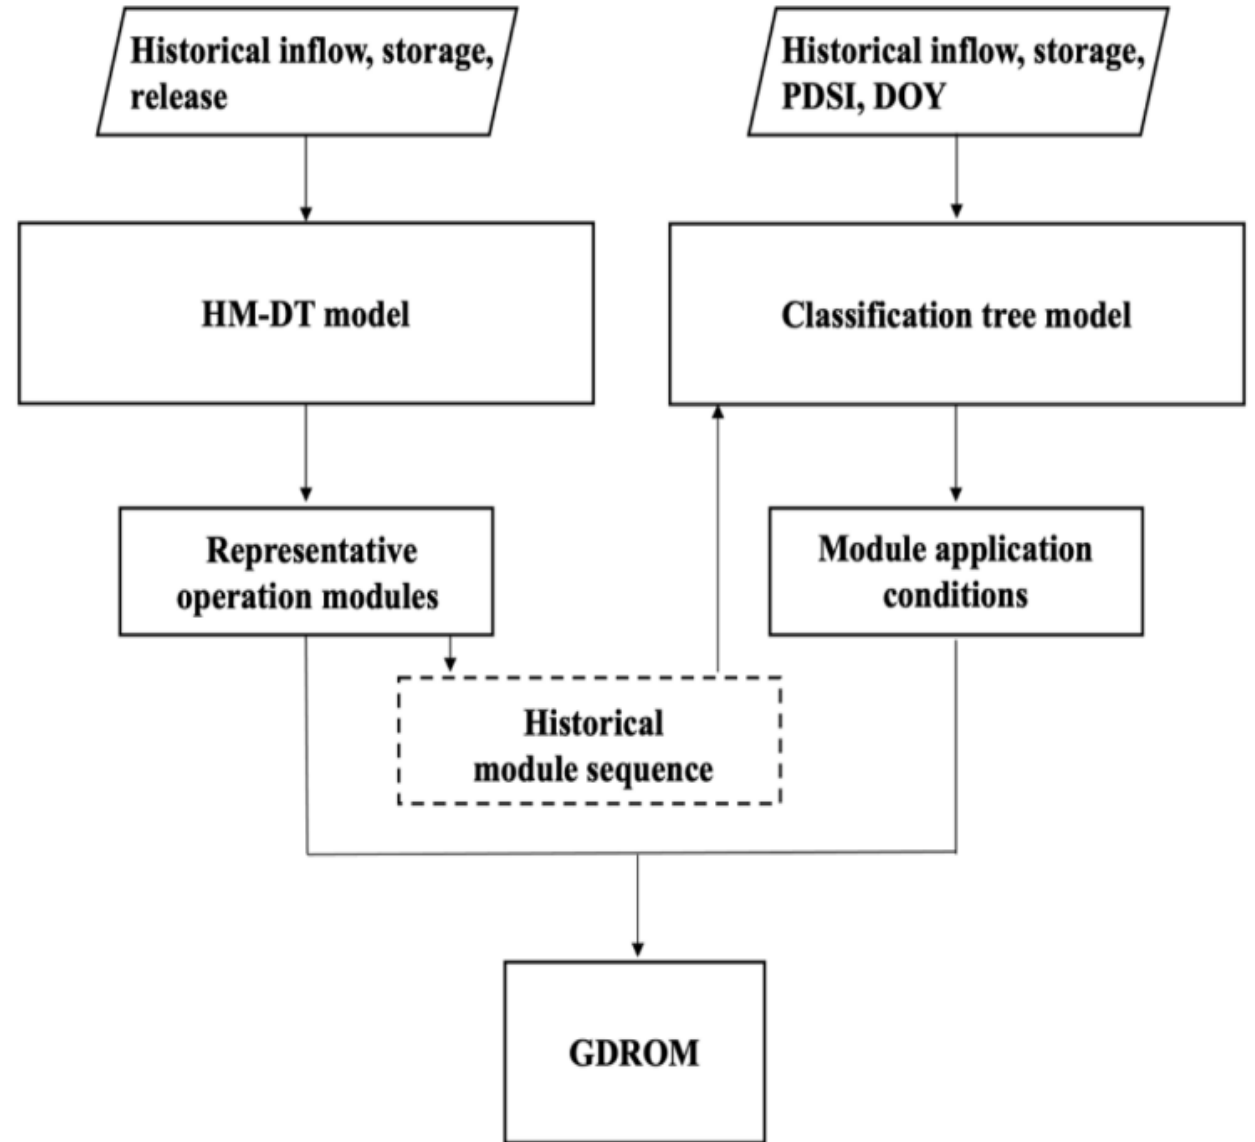 Historical inflow, storage,
release
Historical inflow, storage,
PDSI, DOY
HM-DT model
Classification tree model
Representative
operation modules
Module application
conditions
Historical
module sequence
GDROM